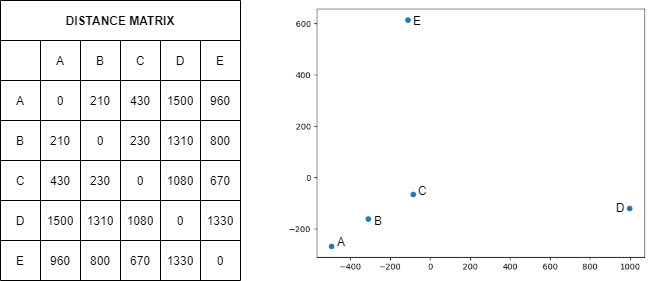 DISTANCE MATRIX
A B C D E
A 0 210 430 1500 960
B 210 0 230 1310 800
C 430 230 0 1080 670
D 1500 1310 1080 0 1330
E 960 800 670 1330 0
600
400
200
0
−200
−400 −200 0 200 400 600 800 1000
E
C
D
B
A